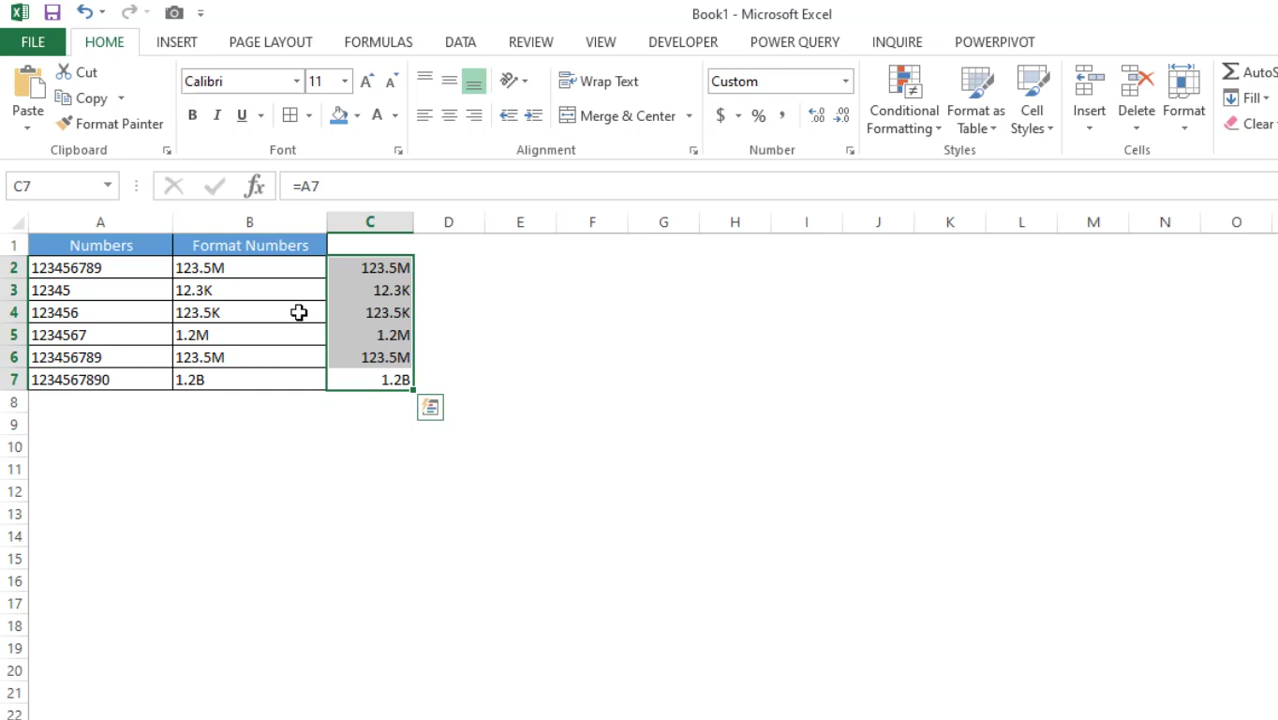 Book1 - Microsoft Excel
FILE HOME INSERT PAGE LAYOUT FORMULAS DATA REVIEW VIEW DEVELOPER POWER QUERY INQUIRE POWERPIVOT
Paste
Cut
Copy
Format Painter
Clipboard
Calibri 11
B I U
Font
Wrap Text
Merge & Center
Alignment
Custom
$ % ,
Number
Conditional Formatting
Format as Table
Cell Styles
Styles
Insert Delete Format
Cells
AutoS
Fill
Clear
C7 fx =A7
A B C D E F G H I J K L M N O
1 Numbers Format Numbers
2 123456789 123.5M 123.5M
3 12345 12.3K 12.3K
4 123456 123.5K 123.5K
5 1234567 1.2M 1.2M
6 123456789 123.5M 123.5M
7 1234567890 1.2B 1.2B
8
9
10
11
12
13
14
15
16
17
18
19
20
21
22